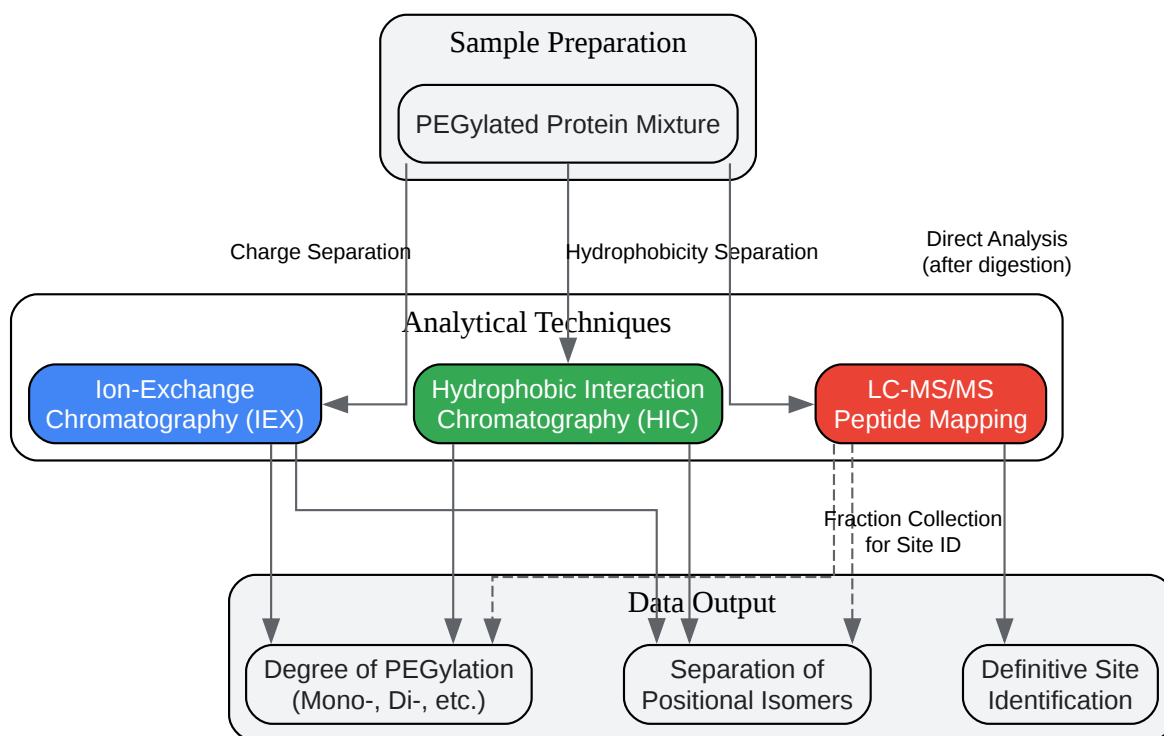 Sample Preparation
PEGylated Protein Mixture
Charge Separation
Hydrophobicity Separation
Direct Analysis
(after digestion)
Analytical Techniques
Ion-Exchange
Chromatography (IEX)
Hydrophobic Interaction
Chromatography (HIC)
LC-MS/MS
Peptide Mapping
Fraction Collection
for Site ID
Data Output
Degree of PEGylation
(Mono-, Di-, etc.)
Separation of
Positional Isomers
Definitive Site
Identification